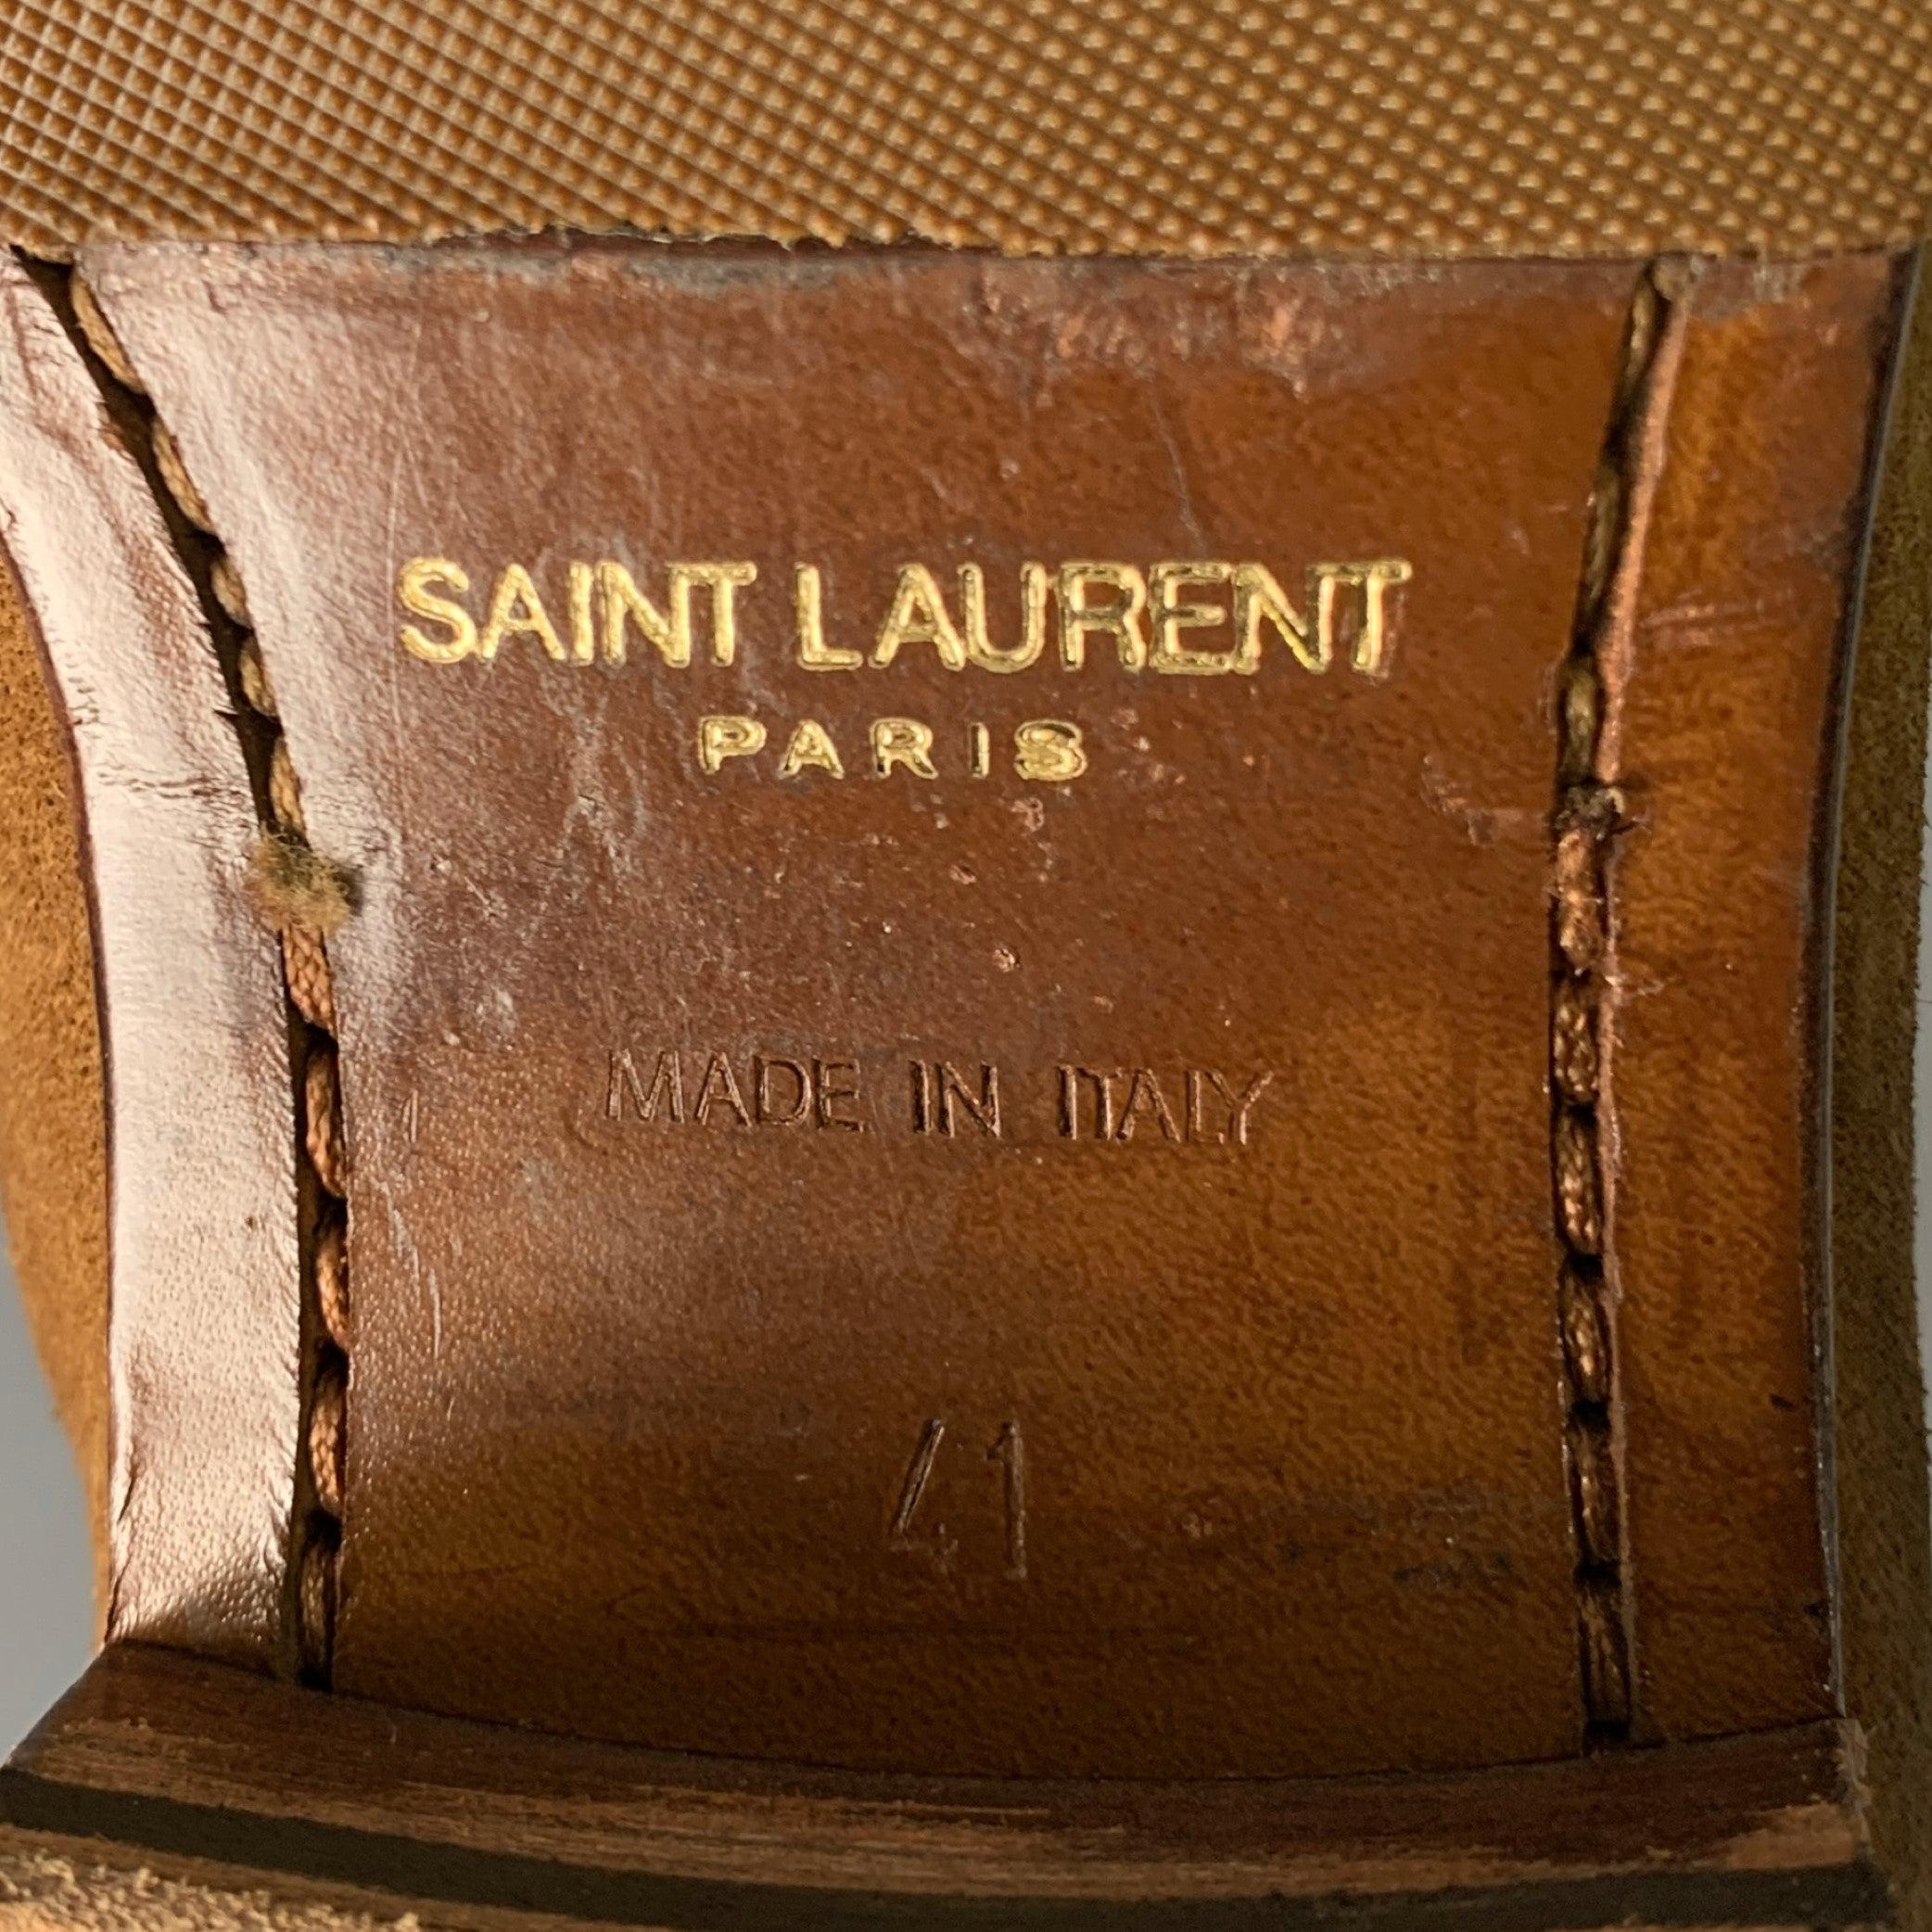 SAINT LAURENT
PARIS
MADE IN ITALY
41